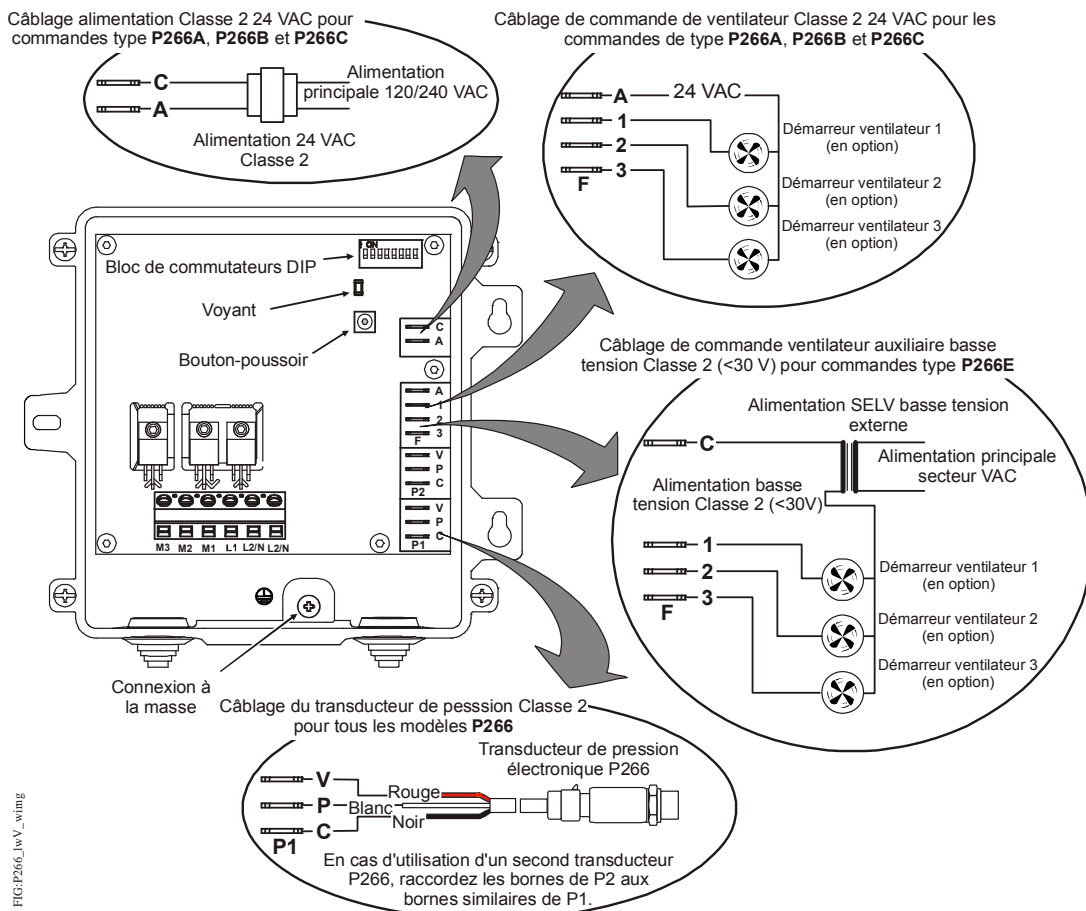 Câblage alimentation Classe 2 24 VAC pour
commandes type P266A, P266B et P266C
C
A
Alimentation
principale 120/240 VAC
Alimentation 24 VAC
Classe 2
Câblage de commande de ventilateur Classe 2 24 VAC pour les
commandes de type P266A, P266B et P266C
A
24 VAC
1
2
3
F
Démarreur ventilateur 1
(en option)
Démarreur ventilateur 2
(en option)
Démarreur ventilateur 3
(en option)
Bloc de commutateurs DIP
ON
Voyant
Bouton-poussoir
C
A
A
1
2
3
F
V
P
C
P2
V
P
C
P1
M3 M2 M1 L1 L2/N L2/N
Connexion à
la masse
Câblage de commande ventilateur auxiliaire basse
tension Classe 2 (<30 V) pour commandes type P266E
Alimentation SELV basse tension
externe
C
Alimentation principale
secteur VAC
Alimentation basse
tension Classe 2 (<30V)
1
2
3
F
Démarreur ventilateur 1
(en option)
Démarreur ventilateur 2
(en option)
Démarreur ventilateur 3
(en option)
Câblage du transducteur de pesssion Classe 2
pour tous les modèles P266
Transducteur de pression
électronique P266
V
Rouge
P
Blanc
C
Noir
P1
En cas d'utilisation d'un second transducteur
P266, raccordez les bornes de P2 aux
bornes similaires de P1.
FIG:P266_lwV_wimg